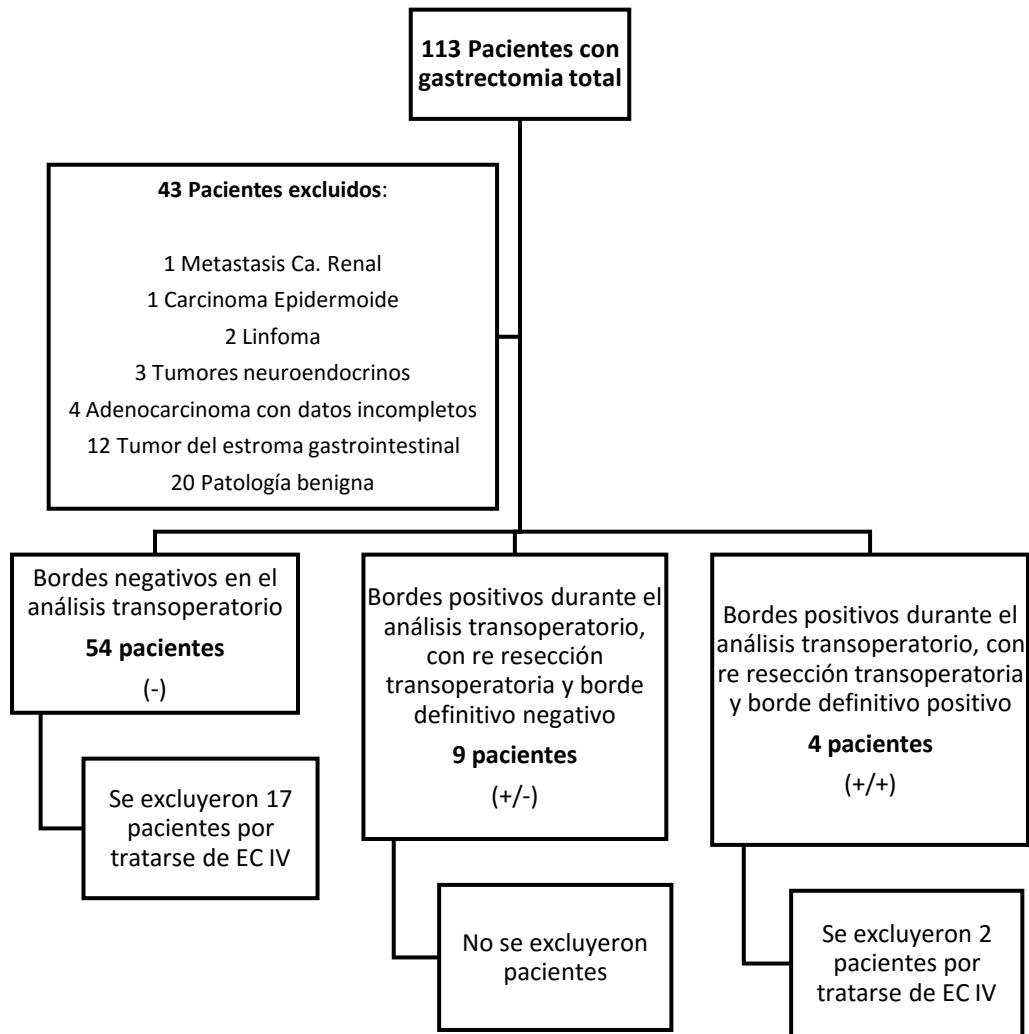 113 Pacientes con
gastrectomia total
43 Pacientes excluidos:
1 Metastasis Ca. Renal
1 Carcinoma Epidermoide
2 Linfoma
3 Tumores neuroendocrinos
4 Adenocarcinoma con datos incompletos
12 Tumor del estroma gastrointestinal
20 Patología benigna
Bordes negativos en el
análisis transoperatorio
54 pacientes
(-)
Se excluyeron 17
pacientes por
tratarse de EC IV
Bordes positivos durante el
análisis transoperatorio,
con re resección
transoperatoria y borde
definitivo negativo
9 pacientes
(+/-)
No se excluyeron
pacientes
Bordes positivos durante el
análisis transoperatorio, con
re resección transoperatoria
y borde definitivo positivo
4 pacientes
(+/+)
Se excluyeron 2
pacientes por
tratarse de EC IV